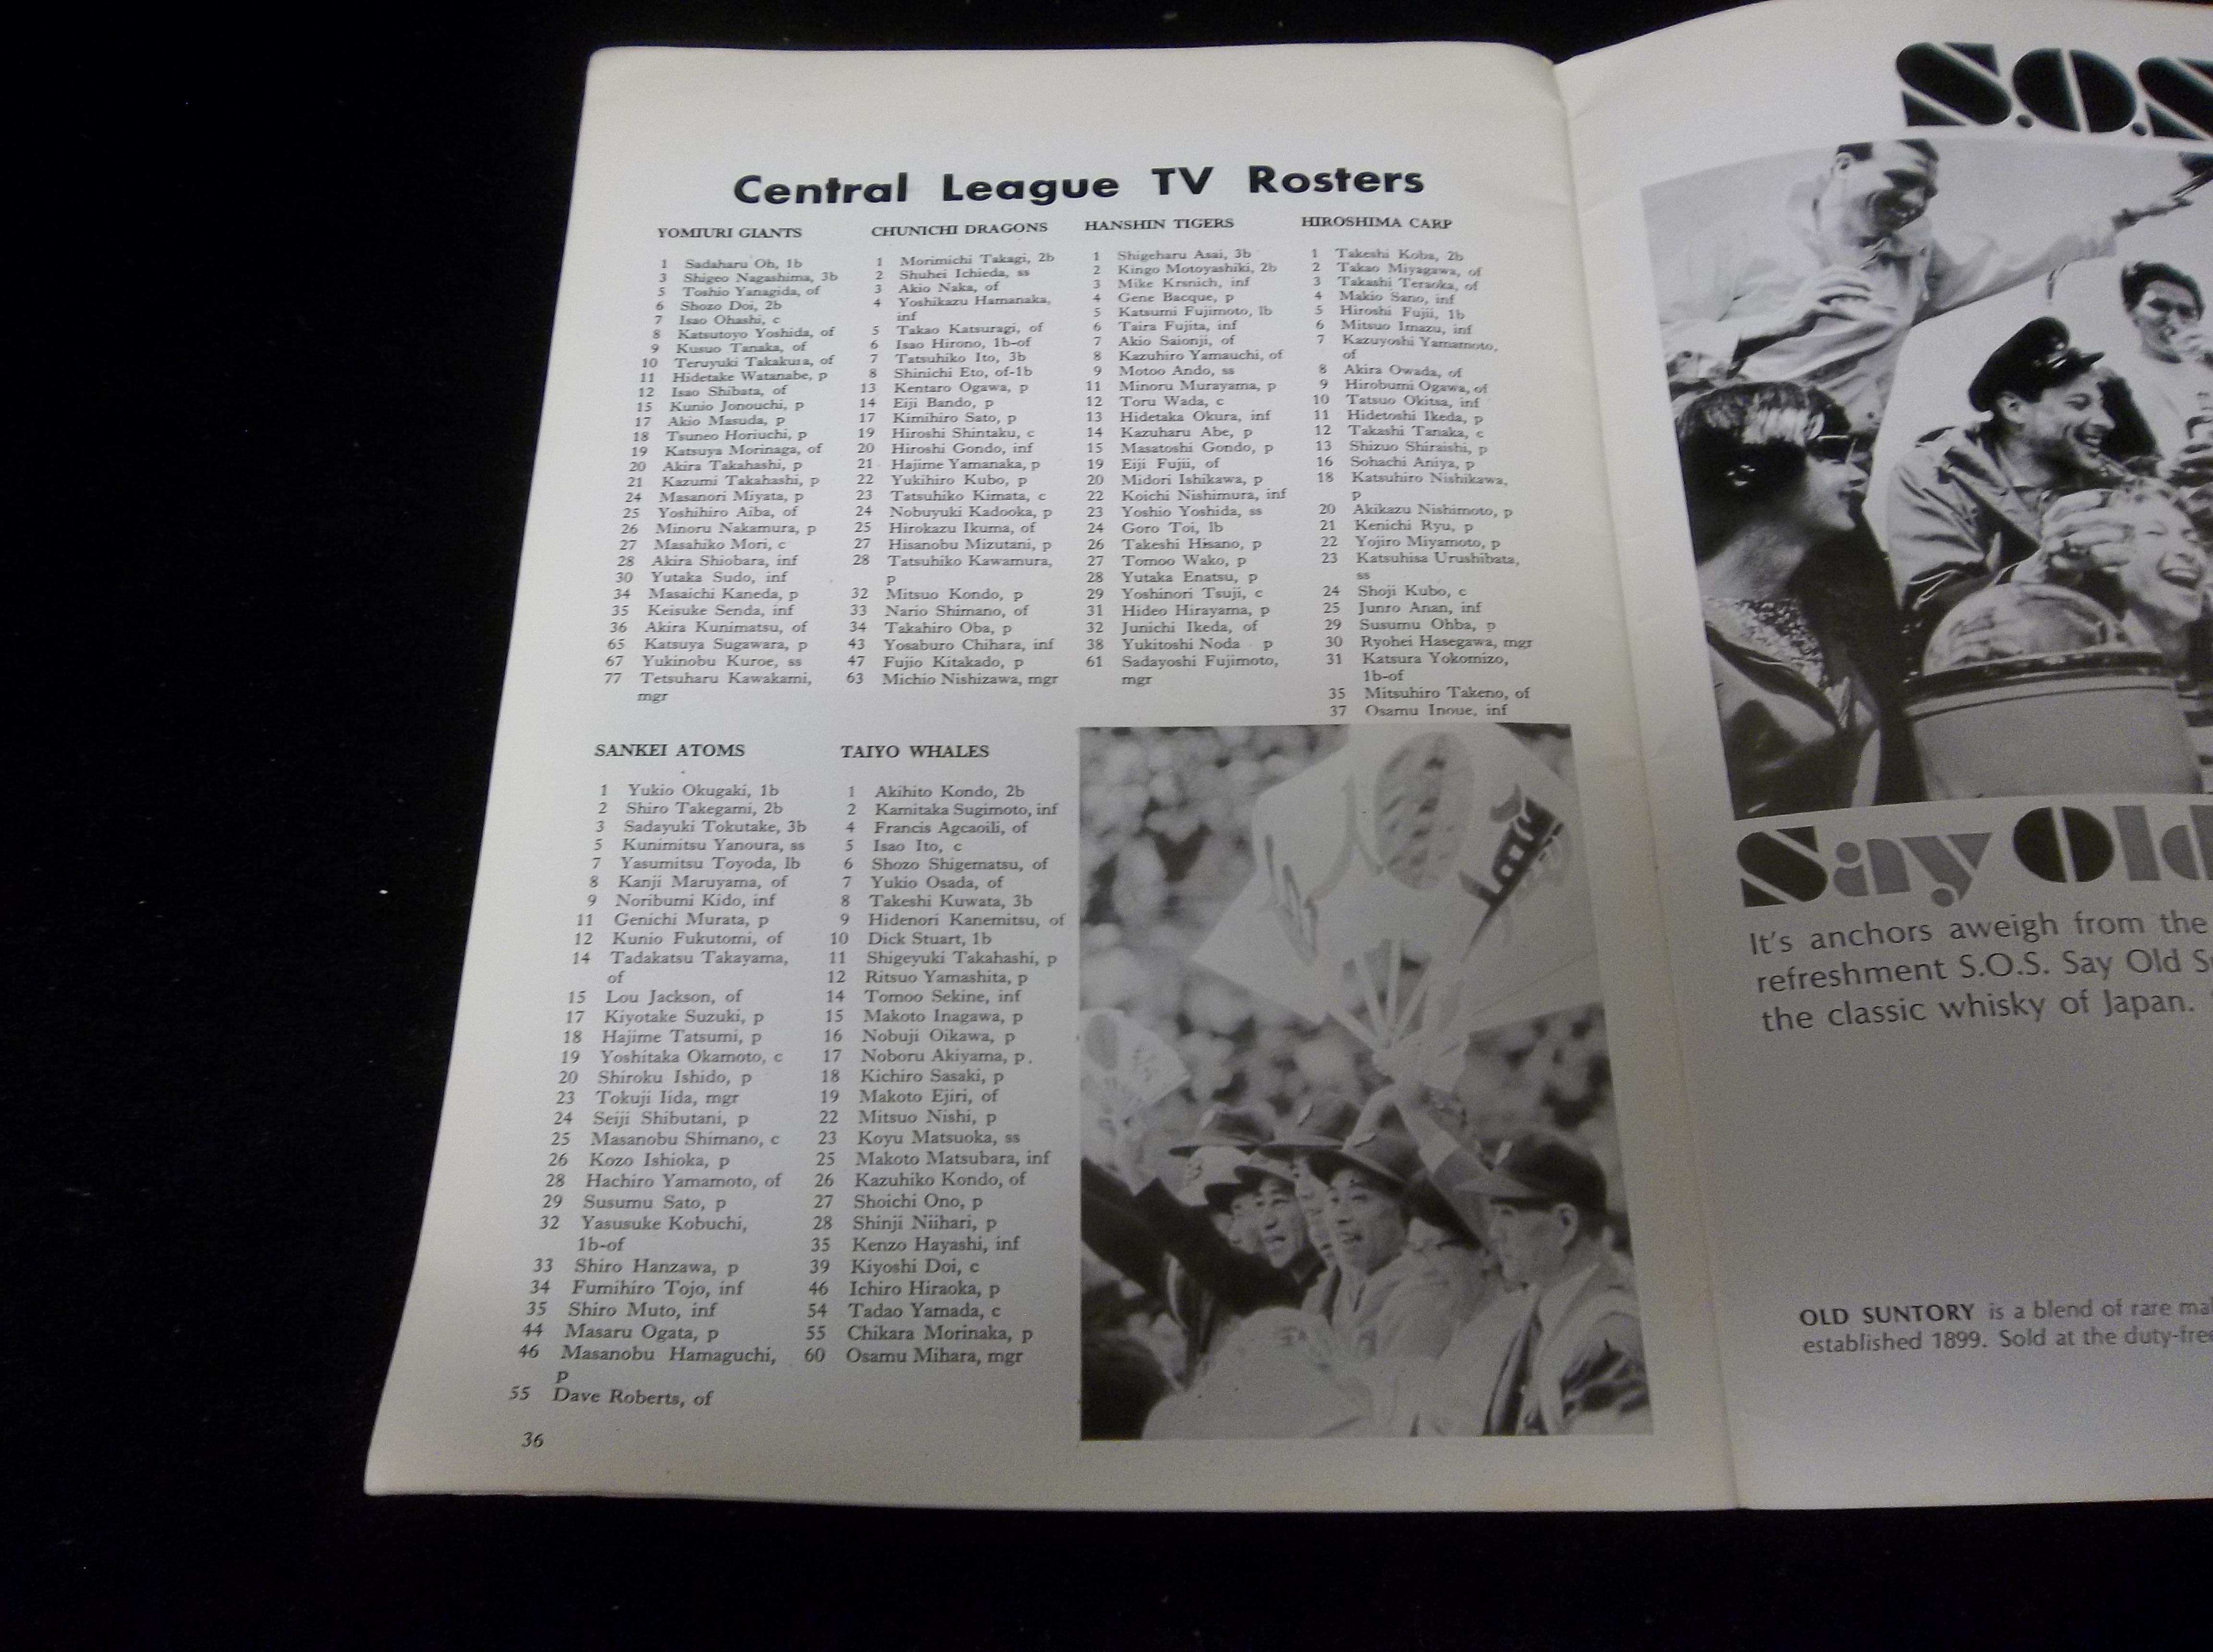 Central League TV Rosters
YOMIURI GIANTS
1 Sadaharu Oh, 1b
3 Shigeo Nagashima, 3b
5 Toshio Yanagida, of
6 Shozo Doi, 2b
7 Isao Ohashi, c
8 Katsutoyo Yoshida, of
9 Kusuo Tanaka, of
10 Teruyuki Takakura, of
11 Hidetake Watanabe, p
12 Isao Shibata, of
15 Kunio Jonouchi, p
17 Akio Masuda, p
18 Tsuneo Horiuchi, p
19 Katsuya Morinaga, of
20 Akira Takahashi, p
21 Kazumi Takahashi, p
24 Masanori Miyata, p
25 Yoshihiro Aiba, of
26 Minoru Nakamura, p
27 Masahiko Mori, c
28 Akira Shiobara, inf
30 Yutaka Sudo, inf
34 Masaichi Kaneda, p
35 Keisuke Senda, inf
36 Akira Kunimatsu, of
65 Katsuya Sugawara, p
67 Yukinobu Kuroe, ss
77 Tetsuharu Kawakami,
mgr
CHUNICHI DRAGONS
1 Morimichi Takagi, 2b
2 Shuhei Ichieda, ss
3 Akio Naka, of
4 Yoshikazu Hamanaka,
inf
5 Takao Katsuragi, of
6 Isao Hirono, 1b-of
7 Tatsuhiko Ito, 3b
8 Shinichi Eto, of-1b
13 Kentaro Ogawa, p
14 Eiji Bando, p
17 Kimihiro Sato, p
19 Hiroshi Shintaku, c
20 Hiroshi Gondo, inf
21 Hajime Yamanaka, p
22 Yukihiro Kubo, p
23 Tatsuhiko Kimata, c
24 Nobuyuki Kadooka, p
25 Hirokazu Ikuma, of
27 Hisanobu Mizutani, p
28 Tatsuhiko Kawamura,
p
32 Mitsuo Kondo, p
33 Nario Shimano, of
34 Takahiro Oba, p
43 Yosaburo Chihara, inf
47 Fujio Kitakado, p
63 Michio Nishizawa, mgr
HANSHIN TIGERS
1 Shigeharu Asai, 3b
2 Kingo Motoyashiki, 2b
3 Mike Krsnich, inf
4 Gene Bacque, p
5 Katsumi Fujimoto, lb
6 Taira Fujita, inf
7 Akio Saionji, of
8 Kazuhiro Yamauchi, of
9 Motoo Ando, ss
11 Minoru Murayama, p
12 Toru Wada, c
13 Hidetaka Okura, inf
14 Kazuharu Abe, p
15 Masatoshi Gondo, p
19 Eiji Fujii, of
20 Midori Ishikawa, p
22 Koichi Nishimura, inf
23 Yoshio Yoshida, ss
24 Goro Toi, lb
26 Takeshi Hisano, p
27 Tomoo Wako, p
28 Yutaka Enatsu, p
29 Yoshinori Tsuji, c
31 Hideo Hirayama, p
32 Junichi Ikeda, of
38 Yukitoshi Noda p
61 Sadayoshi Fujimoto,
mgr
HIROSHIMA CARP
1 Takeshi Koba, 2b
2 Takao Miyagawa, of
3 Takashi Teraoka, of
4 Makio Sano, inf
5 Hiroshi Fujii, 1b
6 Mitsuo Imazu, inf
7 Kazuyoshi Yamamoto,
of
8 Akira Owada, of
9 Hirobumi Ogawa, of
10 Tatsuo Okitsa, inf
11 Hidetoshi Ikeda, p
12 Takashi Tanaka, c
13 Shizuo Shiraishi, p
16 Sohachi Aniya, p
18 Katsuhiro Nishikawa,
p
20 Akikazu Nishimoto, p
21 Kenichi Ryu, p
22 Yojiro Miyamoto, p
23 Katsuhisa Urushibata,
ss
24 Shoji Kubo, c
25 Junro Anan, inf
29 Susumu Ohba, p
30 Ryohei Hasegawa, mgr
31 Katsura Yokomizo,
1b-of
35 Mitsuhiro Takeno, of
37 Osamu Inoue, inf
SANKEI ATOMS
1 Yukio Okugaki, 1b
2 Shiro Takegami, 2b
3 Sadayuki Tokutake, 3b
5 Kunimitsu Yanoura, ss
7 Yasumitsu Toyoda, lb
8 Kanji Maruyama, of
9 Noribumi Kido, inf
11 Genichi Murata, p
12 Kunio Fukutomi, of
14 Tadakatsu Takayama,
of
15 Lou Jackson, of
17 Kiyotake Suzuki, p
18 Hajime Tatsumi, p
19 Yoshitaka Okamoto, c
20 Shiroku Ishido, p
23 Tokuji Iida, mgr
24 Seiji Shibutani, p
25 Masanobu Shimano, c
26 Kozo Ishioka, p
28 Hachiro Yamamoto, of
29 Susumu Sato, p
32 Yasusuke Kobuchi,
1b-of
33 Shiro Hanzawa, p
34 Fumihiro Tojo, inf
35 Shiro Muto, inf
44 Masaru Ogata, p
46 Masanobu Hamaguchi,
p
55 Dave Roberts, of
TAIYO WHALES
1 Akihito Kondo, 2b
2 Kamitaka Sugimoto, inf
4 Francis Agcaoili, of
5 Isao Ito, c
6 Shozo Shigematsu, of
7 Yukio Osada, of
8 Takeshi Kuwata, 3b
9 Hidenori Kanemitsu, of
10 Dick Stuart, 1b
11 Shigeyuki Takahashi, p
12 Ritsuo Yamashita, p
14 Tomoo Sekine, inf
15 Makoto Inagawa, p
16 Nobuji Oikawa, p
17 Noboru Akiyama, p.
18 Kichiro Sasaki, p
19 Makoto Ejiri, of
22 Mitsuo Nishi, p
23 Koyu Matsuoka, ss
25 Makoto Matsubara, inf
26 Kazuhiko Kondo, of
27 Shoichi Ono, p
28 Shinji Niihari, p
35 Kenzo Hayashi, inf
39 Kiyoshi Doi, c
46 Ichiro Hiraoka, p
54 Tadao Yamada, c
55 Chikara Morinaka, p
60 Osamu Mihara, mgr
36
S.O.S
Say Old
It's anchors aweigh from the
refreshment S.O.S. Say Old S
the classic whisky of Japan.
OLD SUNTORY is a blend of rare mal
established 1899. Sold at the duty-fre